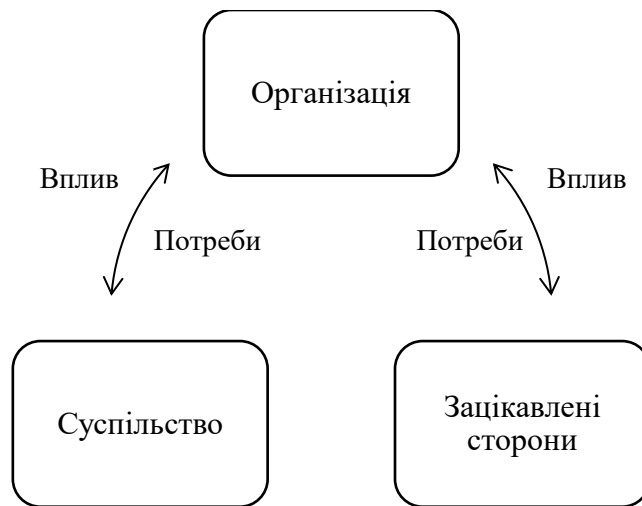 Організація
Вплив
Вплив
Потреби
Потреби
Суспільство
Зацікавлені
сторони